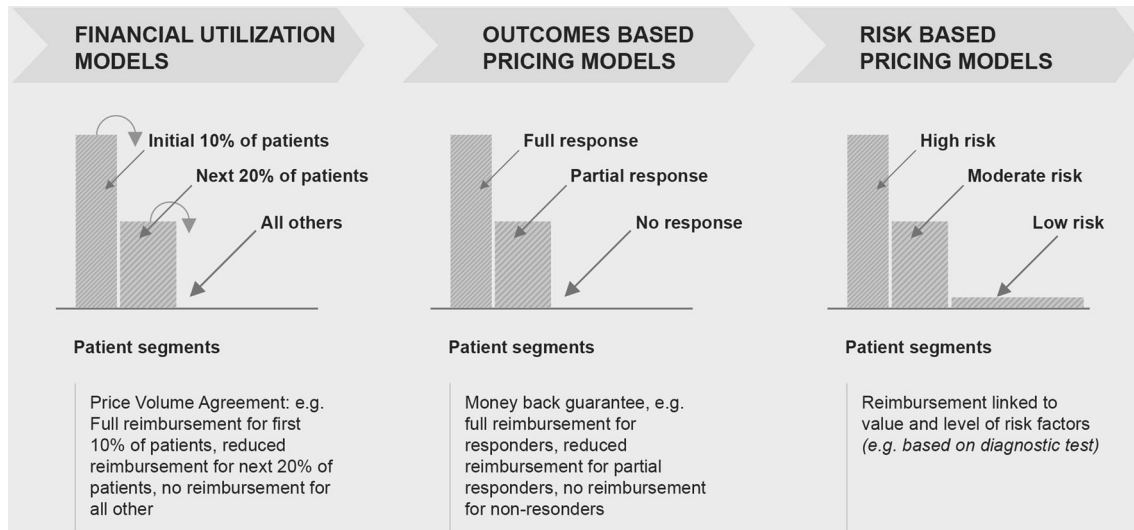 FINANCIAL UTILIZATION
MODELS
Initial 10% of patients
Next 20% of patients
All others
Patient segments
Price Volume Agreement: e.g.
Full reimbursement for first
10% of patients, reduced
reimbursement for next 20% of
patients, no reimbursement for
all other
OUTCOMES BASED
PRICING MODELS
Full response
Partial response
No response
Patient segments
Money back guarantee, e.g.
full reimbursement for
responders, reduced
reimbursement for partial
responders, no reimbursement
for non-resonders
RISK BASED
PRICING MODELS
High risk
Moderate risk
Low risk
Patient segments
Reimbursement linked to
value and level of risk factors
(e.g. based on diagnostic test)